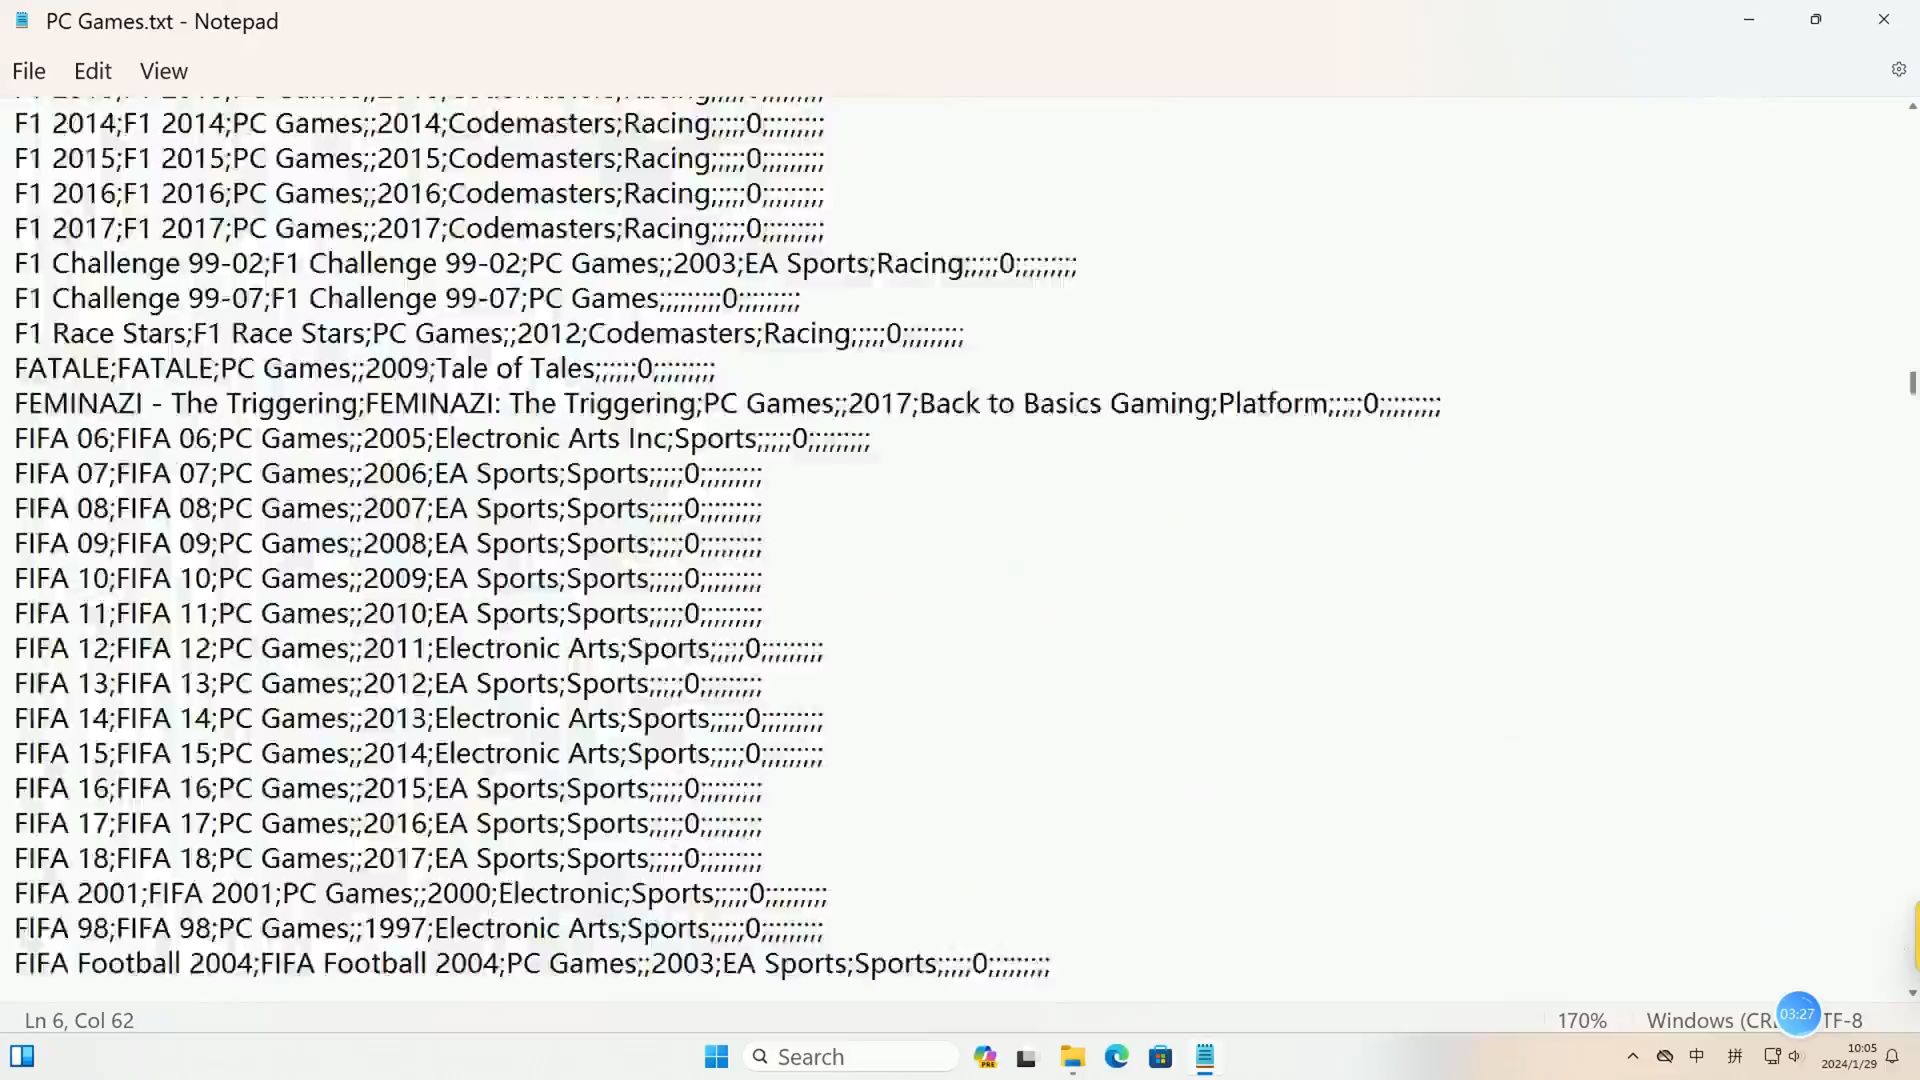 PC Games.txt - Notepad
File Edit View
F1 2014;F1 2014;PC Games;;2014;Codemasters;Racing;;;;;0;;;;;;;;;
F1 2015;F1 2015;PC Games;;2015;Codemasters;Racing;;;;;0;;;;;;;;;
F1 2016;F1 2016;PC Games;;2016;Codemasters;Racing;;;;;0;;;;;;;;;
F1 2017;F1 2017;PC Games;;2017;Codemasters;Racing;;;;;0;;;;;;;;;
F1 Challenge 99-02;F1 Challenge 99-02;PC Games;;2003;EA Sports;Racing;;;;;0;;;;;;;;;
F1 Challenge 99-07;F1 Challenge 99-07;PC Games;;;;;;;;;0;;;;;;;;;
F1 Race Stars;F1 Race Stars;PC Games;;2012;Codemasters;Racing;;;;;0;;;;;;;;;
FATALE;FATALE;PC Games;;2009;Tale of Tales;;;;;;0;;;;;;;;;
FEMINAZI - The Triggering;FEMINAZI: The Triggering;PC Games;;2017;Back to Basics Gaming;Platform;;;;;0;;;;;;;;;
FIFA 06;FIFA 06;PC Games;;2005;Electronic Arts Inc;Sports;;;;;0;;;;;;;;;
FIFA 07;FIFA 07;PC Games;;2006;EA Sports;Sports;;;;;0;;;;;;;;;
FIFA 08;FIFA 08;PC Games;;2007;EA Sports;Sports;;;;;0;;;;;;;;;
FIFA 09;FIFA 09;PC Games;;2008;EA Sports;Sports;;;;;0;;;;;;;;;
FIFA 10;FIFA 10;PC Games;;2009;EA Sports;Sports;;;;;0;;;;;;;;;
FIFA 11;FIFA 11;PC Games;;2010;EA Sports;Sports;;;;;0;;;;;;;;;
FIFA 12;FIFA 12;PC Games;;2011;Electronic Arts;Sports;;;;;0;;;;;;;;;
FIFA 13;FIFA 13;PC Games;;2012;EA Sports;Sports;;;;;0;;;;;;;;;
FIFA 14;FIFA 14;PC Games;;2013;Electronic Arts;Sports;;;;;0;;;;;;;;;
FIFA 15;FIFA 15;PC Games;;2014;Electronic Arts;Sports;;;;;0;;;;;;;;;
FIFA 16;FIFA 16;PC Games;;2015;EA Sports;Sports;;;;;0;;;;;;;;;
FIFA 17;FIFA 17;PC Games;;2016;EA Sports;Sports;;;;;0;;;;;;;;;
FIFA 18;FIFA 18;PC Games;;2017;EA Sports;Sports;;;;;0;;;;;;;;;
FIFA 2001;FIFA 2001;PC Games;;2000;Electronic;Sports;;;;;0;;;;;;;;;
FIFA 98;FIFA 98;PC Games;;1997;Electronic Arts;Sports;;;;;0;;;;;;;;;
FIFA Football 2004;FIFA Football 2004;PC Games;;2003;EA Sports;Sports;;;;;0;;;;;;;;;
Ln 6, Col 62 170% Windows (CR 03:27 TF-8
Search PRE 中 拼 10:05
2024/1/29